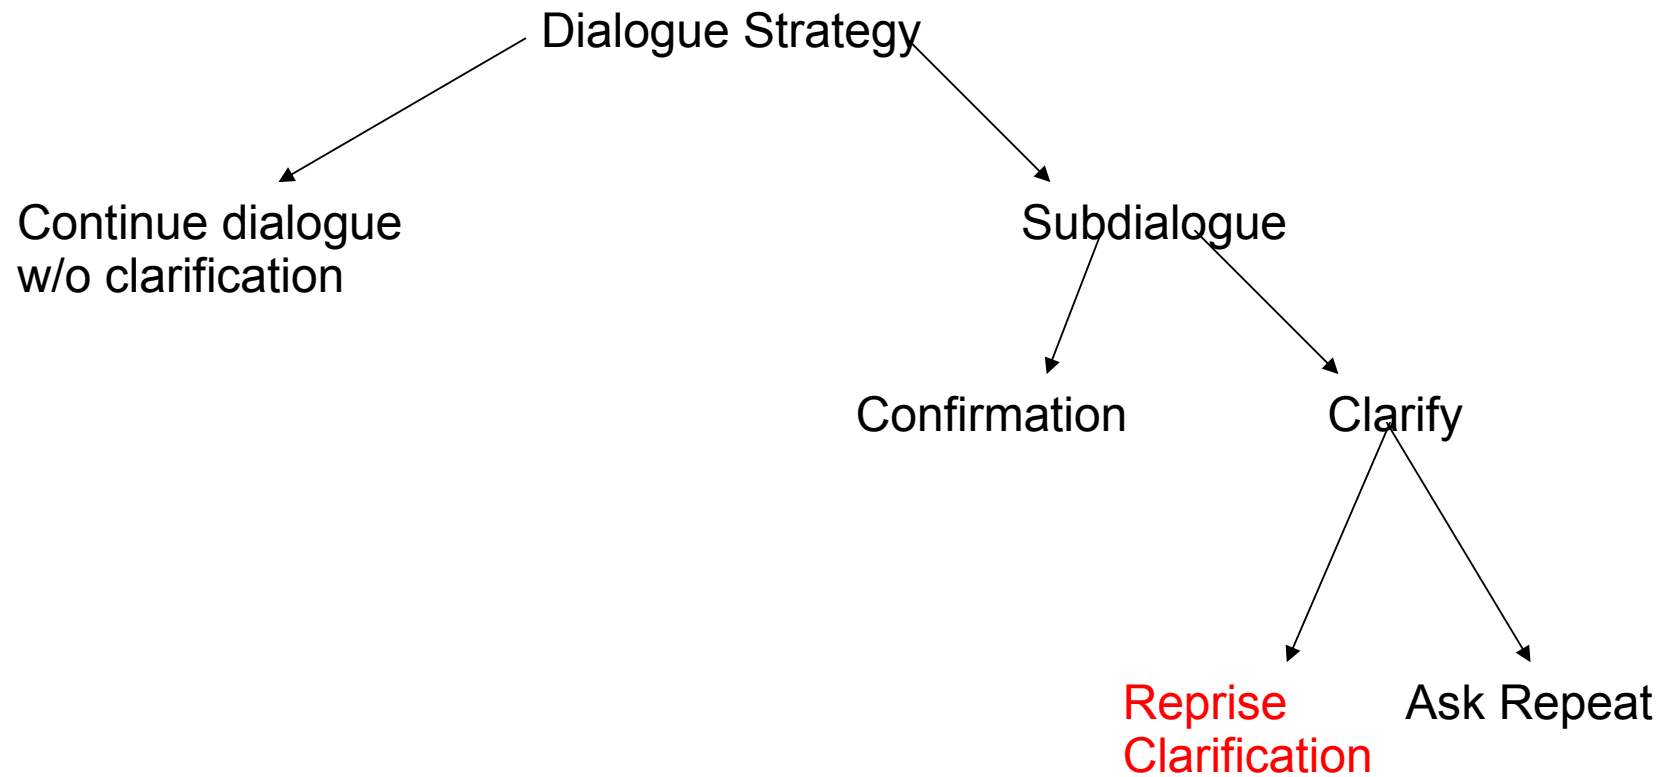 Dialogue Strategy
Continue dialogue
w/o clarification
Subdialogue
Confirmation
Clarify
Reprise
Clarification
Ask Repeat